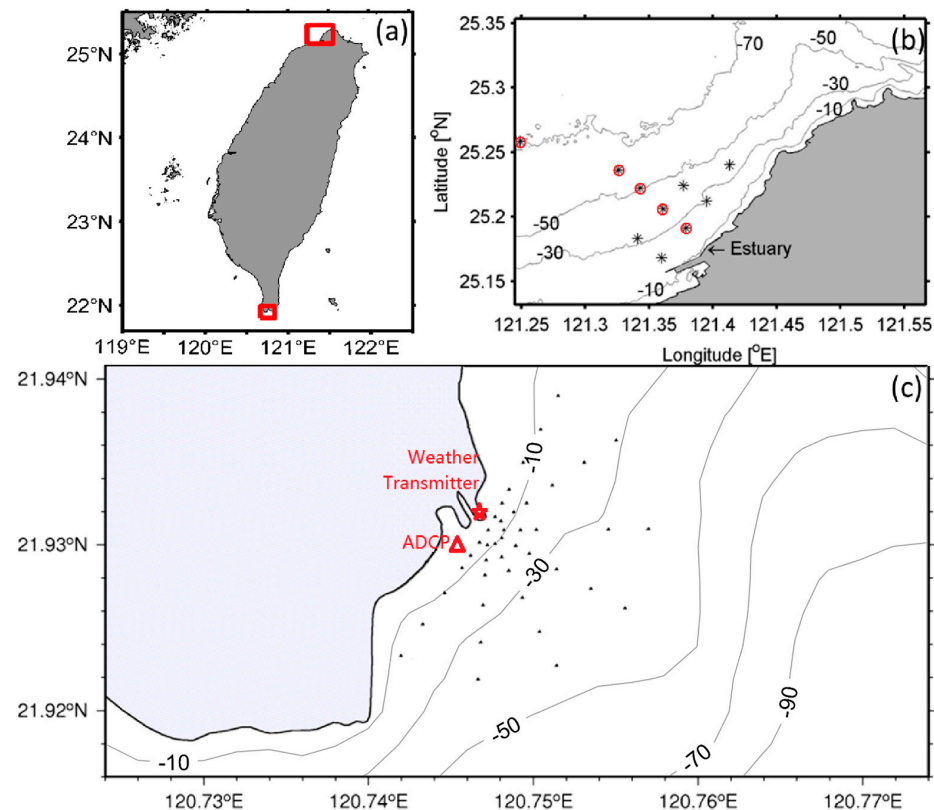 (a)
25°N
24°N
23°N
22°N
119°E
120°E
121°E
122°E
(b)
25.35
25.3
25.25
25.2
25.15
Latitude [°N]
-70
-50
-30
-10
-50
-30
-10
← Estuary
121.25
121.3
121.35
121.4
121.45
121.5
121.55
Longitude [°E]
(c)
21.94°N
21.93°N
21.92°N
Weather
Transmitter
ADCP
-10
-30
-50
-70
-90
-10
120.73°E
120.74°E
120.75°E
120.76°E
120.77°E